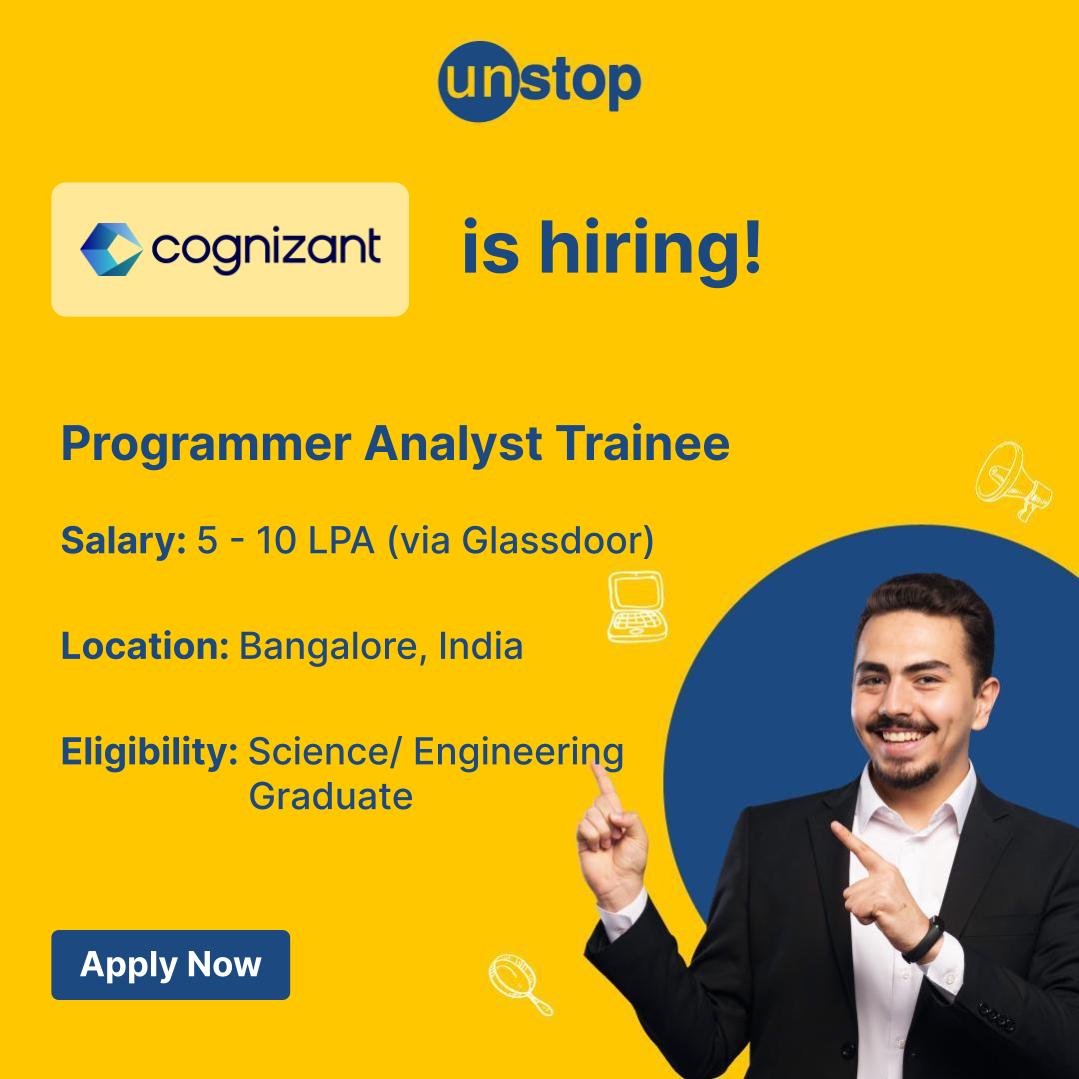 unstop
cognizant
is hiring!
Programmer Analyst Trainee
Salary: 5 - 10 LPA (via Glassdoor)
Location: Bangalore, India
Eligibility: Science/ Engineering
Graduate
Apply Now